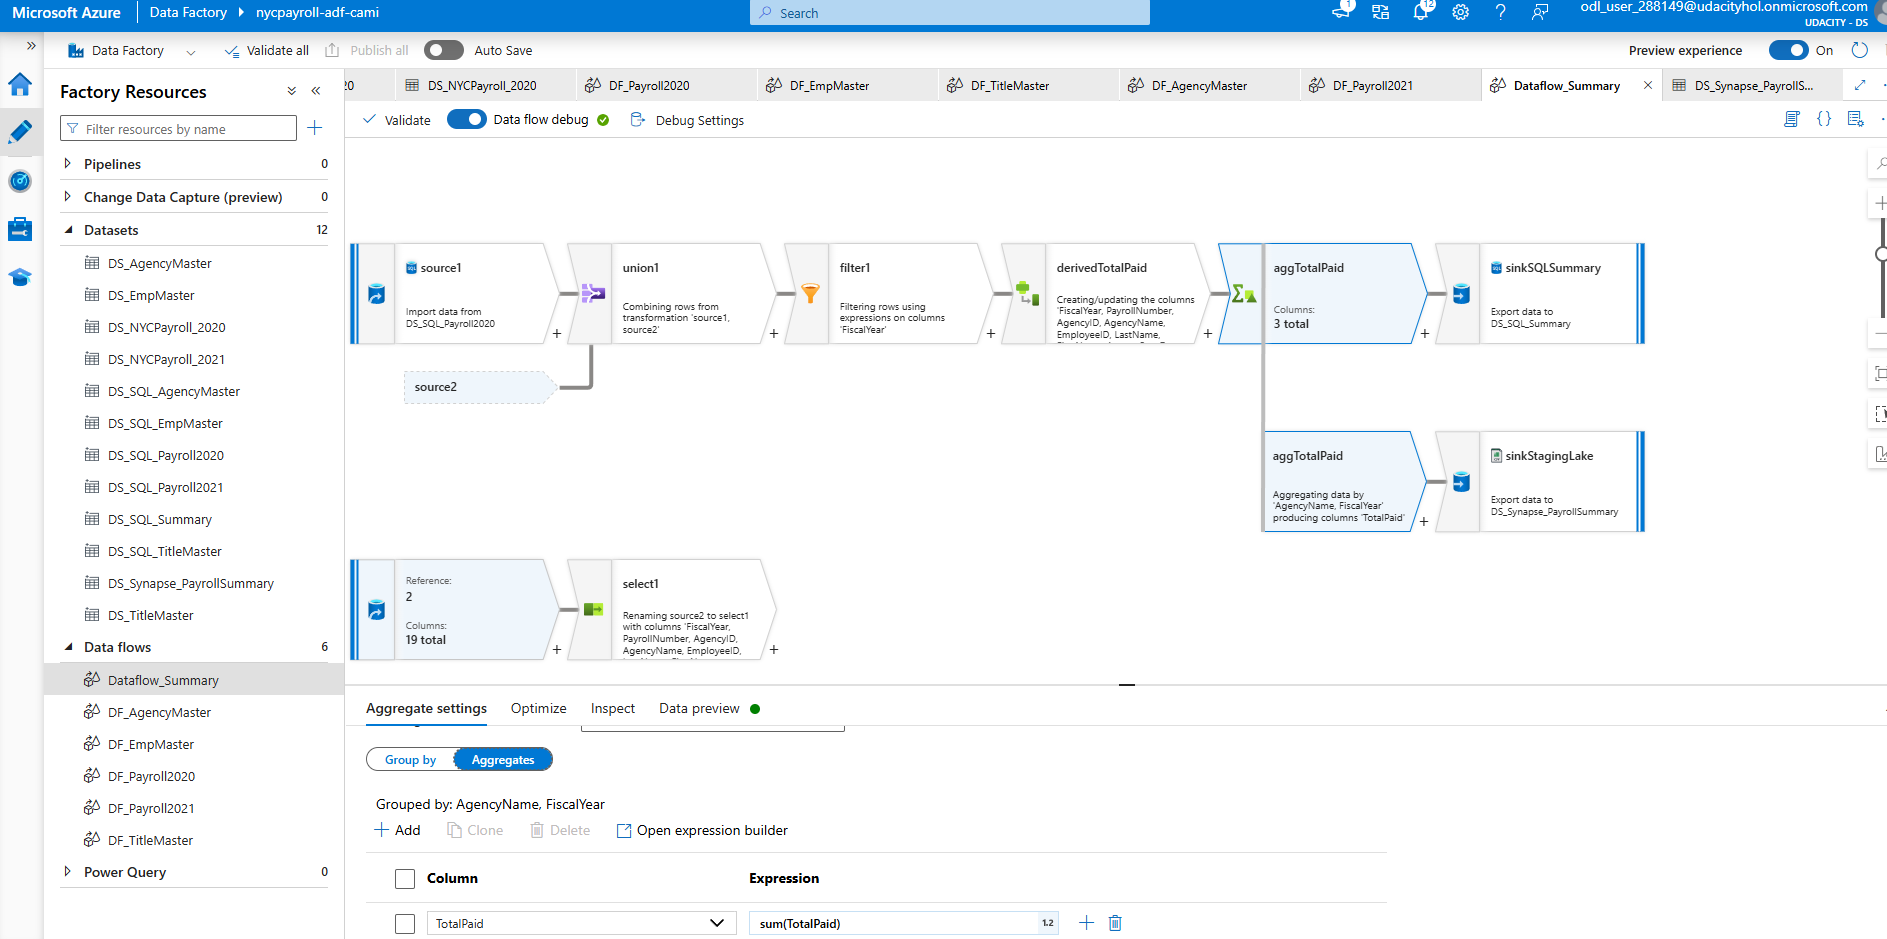 Microsoft Azure
Data Factory
nycpayroll-adf-cami
Search
1
12
odl_user_288149@udacityhol.onmicrosoft.com
UDACITY - DS
Data Factory
Validate all
Publish all
Auto Save
Preview experience
On
Factory Resources
Filter resources by name
Pipelines
0
Change Data Capture (preview)
0
Datasets
12
DS_AgencyMaster
DS_EmpMaster
DS_NYCPayroll_2020
DS_NYCPayroll_2021
DS_SQL_AgencyMaster
DS_SQL_EmpMaster
DS_SQL_Payroll2020
DS_SQL_Payroll2021
DS_SQL_Summary
DS_SQL_TitleMaster
DS_Synapse_PayrollSummary
DS_TitleMaster
Data flows
6
Dataflow_Summary
DF_AgencyMaster
DF_EmpMaster
DF_Payroll2020
DF_Payroll2021
DF_TitleMaster
Power Query
0
20
DS_NYCPayroll_2020
DF_Payroll2020
DF_EmpMaster
DF_TitleMaster
DF_AgencyMaster
DF_Payroll2021
Dataflow_Summary
DS_Synapse_PayrollS...
Validate
Data flow debug
Debug Settings
source1
Import data from
DS_SQL_Payroll2020
union1
Combining rows from
transformation 'source1,
source2'
filter1
Filtering rows using
expressions on columns
'FiscalYear'
derivedTotalPaid
Creating/updating the columns
'FiscalYear, PayrollNumber,
AgencyID, AgencyName,
EmployeeID, LastName,
aggTotalPaid
Columns:
3 total
sinkSQLSummary
Export data to
DS_SQL_Summary
source2
aggTotalPaid
Aggregating data by
'AgencyName, FiscalYear'
producing columns 'TotalPaid'
sinkStagingLake
Export data to
DS_Synapse_PayrollSummary
Reference:
2
Columns:
19 total
select1
Renaming source2 to select1
with columns 'FiscalYear,
PayrollNumber, AgencyID,
AgencyName, EmployeeID,
Aggregate settings
Optimize
Inspect
Data preview
Group by
Aggregates
Grouped by: AgencyName, FiscalYear
Add
Clone
Delete
Open expression builder
Column
Expression
TotalPaid
sum(TotalPaid)
1.2